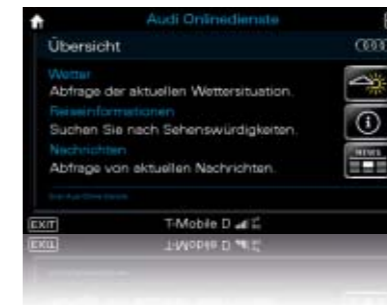 Audi Onlinedienste
Übersicht
Wetter
Abfrage der aktuellen Wettersituation.
Reiseinformationen
Suchen Sie nach Sehenswürdigkeiten.
Nachrichten
Abfrage von aktuellen Nachrichten.
NEWS
EXIT T-Mobile D